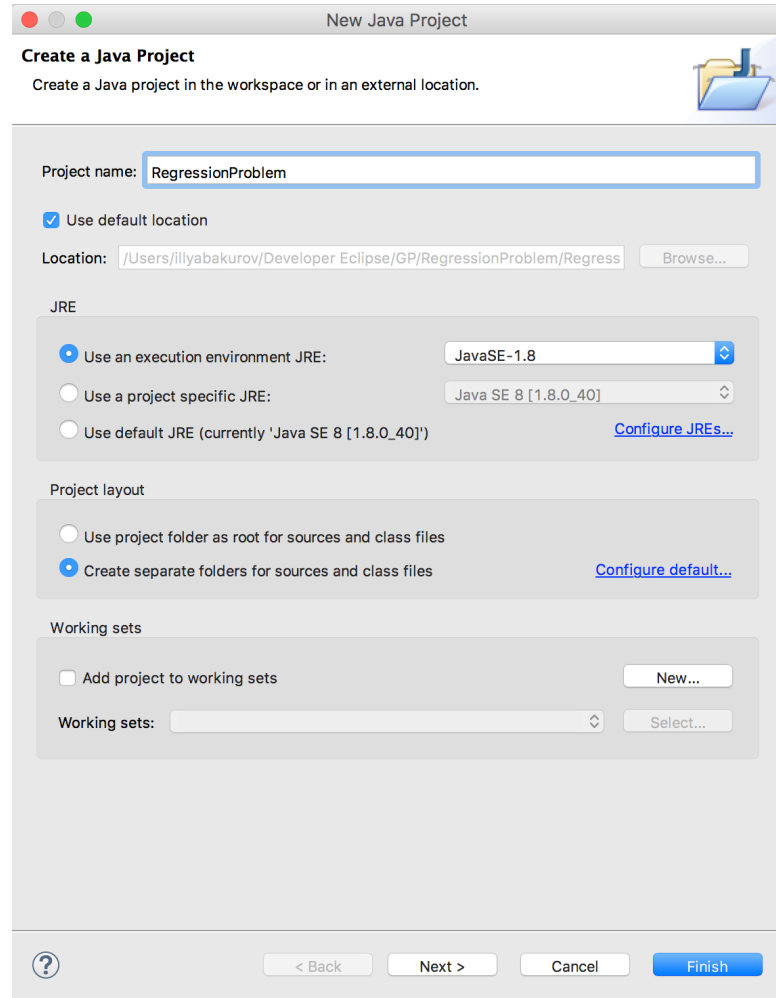 New Java Project
Create a Java Project
Create a Java project in the workspace or in an external location.
Project name: RegressionProblem
Use default location
Location: /Users/illyabakurov/Developer Eclipse/GP/RegressionProblem/Regress Browse...
JRE
Use an execution environment JRE: JavaSE-1.8
Use a project specific JRE: Java SE 8 [1.8.0_40]
Use default JRE (currently 'Java SE 8 [1.8.0_40]') Configure JREs...
Project layout
Use project folder as root for sources and class files
Create separate folders for sources and class files Configure default...
Working sets
Add project to working sets New...
Working sets: Select...
? < Back Next > Cancel Finish